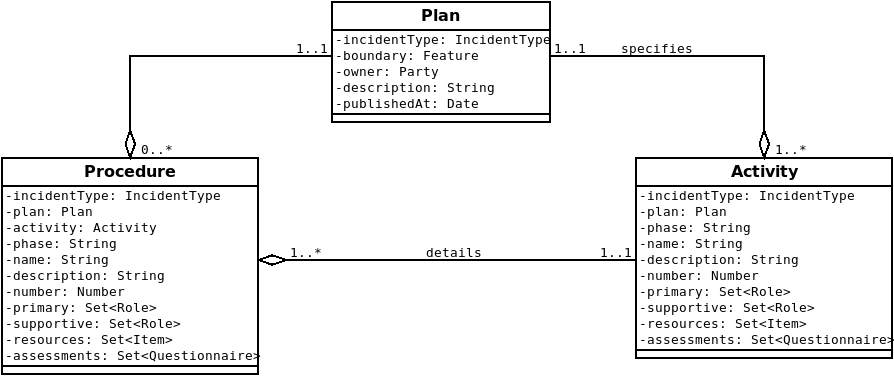 Plan
-incidentType: IncidentType
-boundary: Feature
-owner: Party
-description: String
-publishedAt: Date
1..1
1..1
specifies
0..*
1..*
Procedure
-incidentType: IncidentType
-plan: Plan
-activity: Activity
-phase: String
-name: String
-description: String
-number: Number
-primary: Set<Role>
-supportive: Set<Role>
-resources: Set<Item>
-assessments: Set<Questionnaire>
1..*
details
1..1
Activity
-incidentType: IncidentType
-plan: Plan
-phase: String
-name: String
-description: String
-number: Number
-primary: Set<Role>
-supportive: Set<Role>
-resources: Set<Item>
-assessments: Set<Questionnaire>